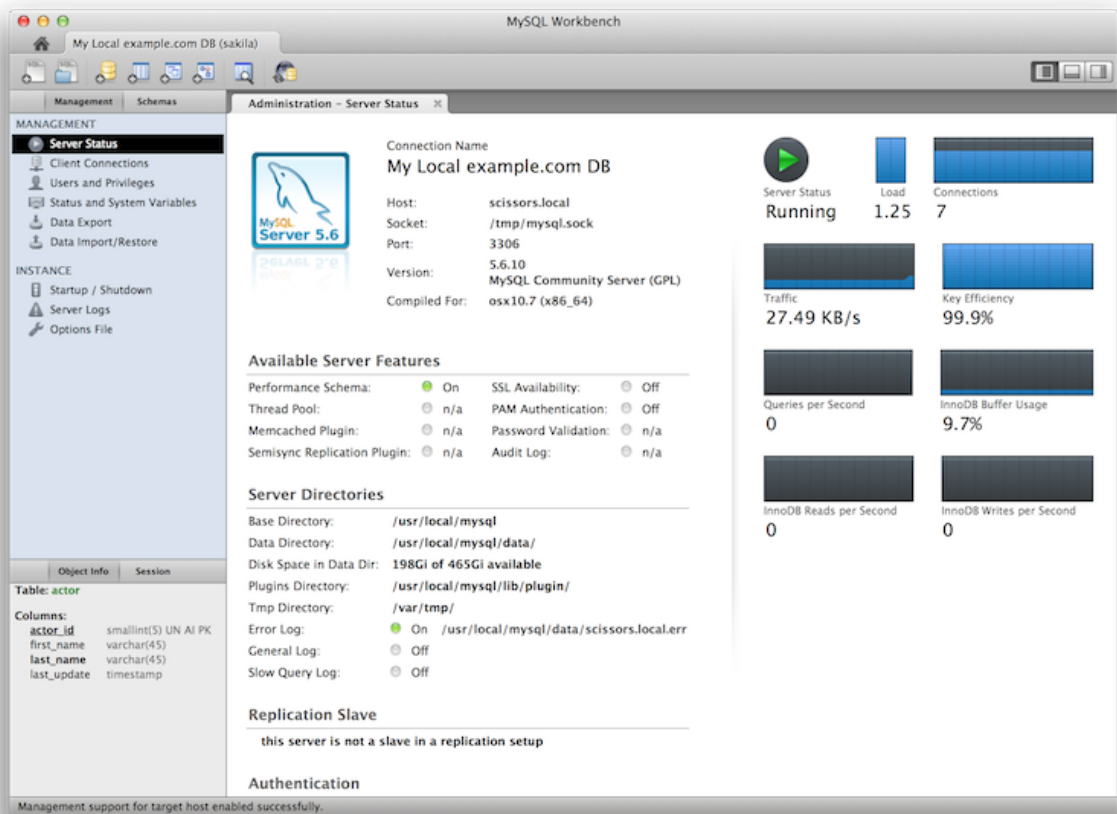 MySQL Workbench
My Local example.com DB (sakila)
Management Schemas
Administration - Server Status
MANAGEMENT
Server Status
Client Connections
Users and Privileges
Status and System Variables
Data Export
Data Import/Restore
INSTANCE
Startup / Shutdown
Server Logs
Options File
Object Info Session
Table: actor
Columns:
actor_id smallint(5) UN AI PK
first_name varchar(45)
last_name varchar(45)
last_update timestamp
MySQL
Server 5.6
Connection Name
My Local example.com DB
Host: scissors.local
Socket: /tmp/mysql.sock
Port: 3306
Version: 5.6.10
MySQL Community Server (GPL)
Compiled For: osx10.7 (x86_64)
Available Server Features
Performance Schema: On SSL Availability: Off
Thread Pool: n/a PAM Authentication: Off
Memcached Plugin: n/a Password Validation: n/a
Semisync Replication Plugin: n/a Audit Log: n/a
Server Directories
Base Directory: /usr/local/mysql
Data Directory: /usr/local/mysql/data/
Disk Space in Data Dir: 198Gi of 465Gi available
Plugins Directory: /usr/local/mysql/lib/plugin/
Tmp Directory: /var/tmp/
Error Log: On /usr/local/mysql/data/scissors.local.err
General Log: Off
Slow Query Log: Off
Replication Slave
this server is not a slave in a replication setup
Authentication
Server Status Load Connections
Running 1.25 7
Traffic Key Efficiency
27.49 KB/s 99.9%
Queries per Second InnoDB Buffer Usage
0 9.7%
InnoDB Reads per Second InnoDB Writes per Second
0 0
Management support for target host enabled successfully.